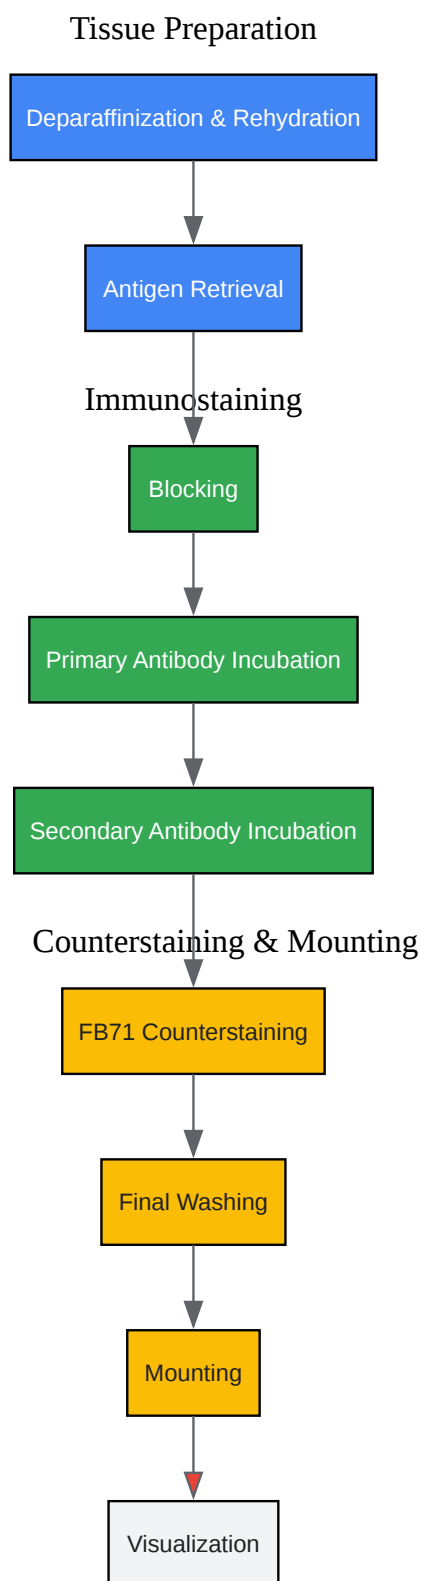 Tissue Preparation
Deparaffinization & Rehydration
Antigen Retrieval
Immunostaining
Blocking
Primary Antibody Incubation
Secondary Antibody Incubation
Counterstaining & Mounting
FB71 Counterstaining
Final Washing
Mounting
Visualization